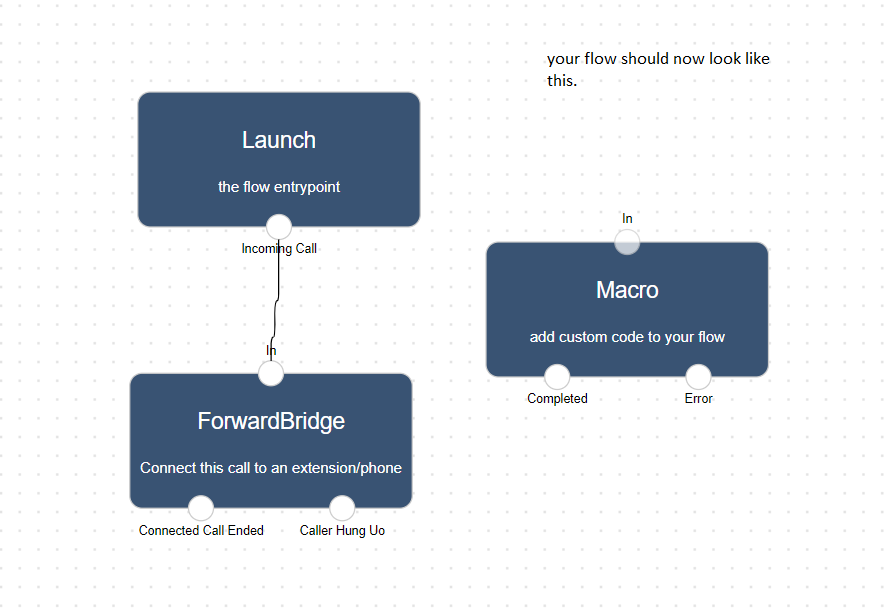 your flow should now look like
this.
Launch
the flow entrypoint
Incoming Call
In
ForwardBridge
Connect this call to an extension/phone
Connected Call Ended
Caller Hung Uo
In
Macro
add custom code to your flow
Completed
Error